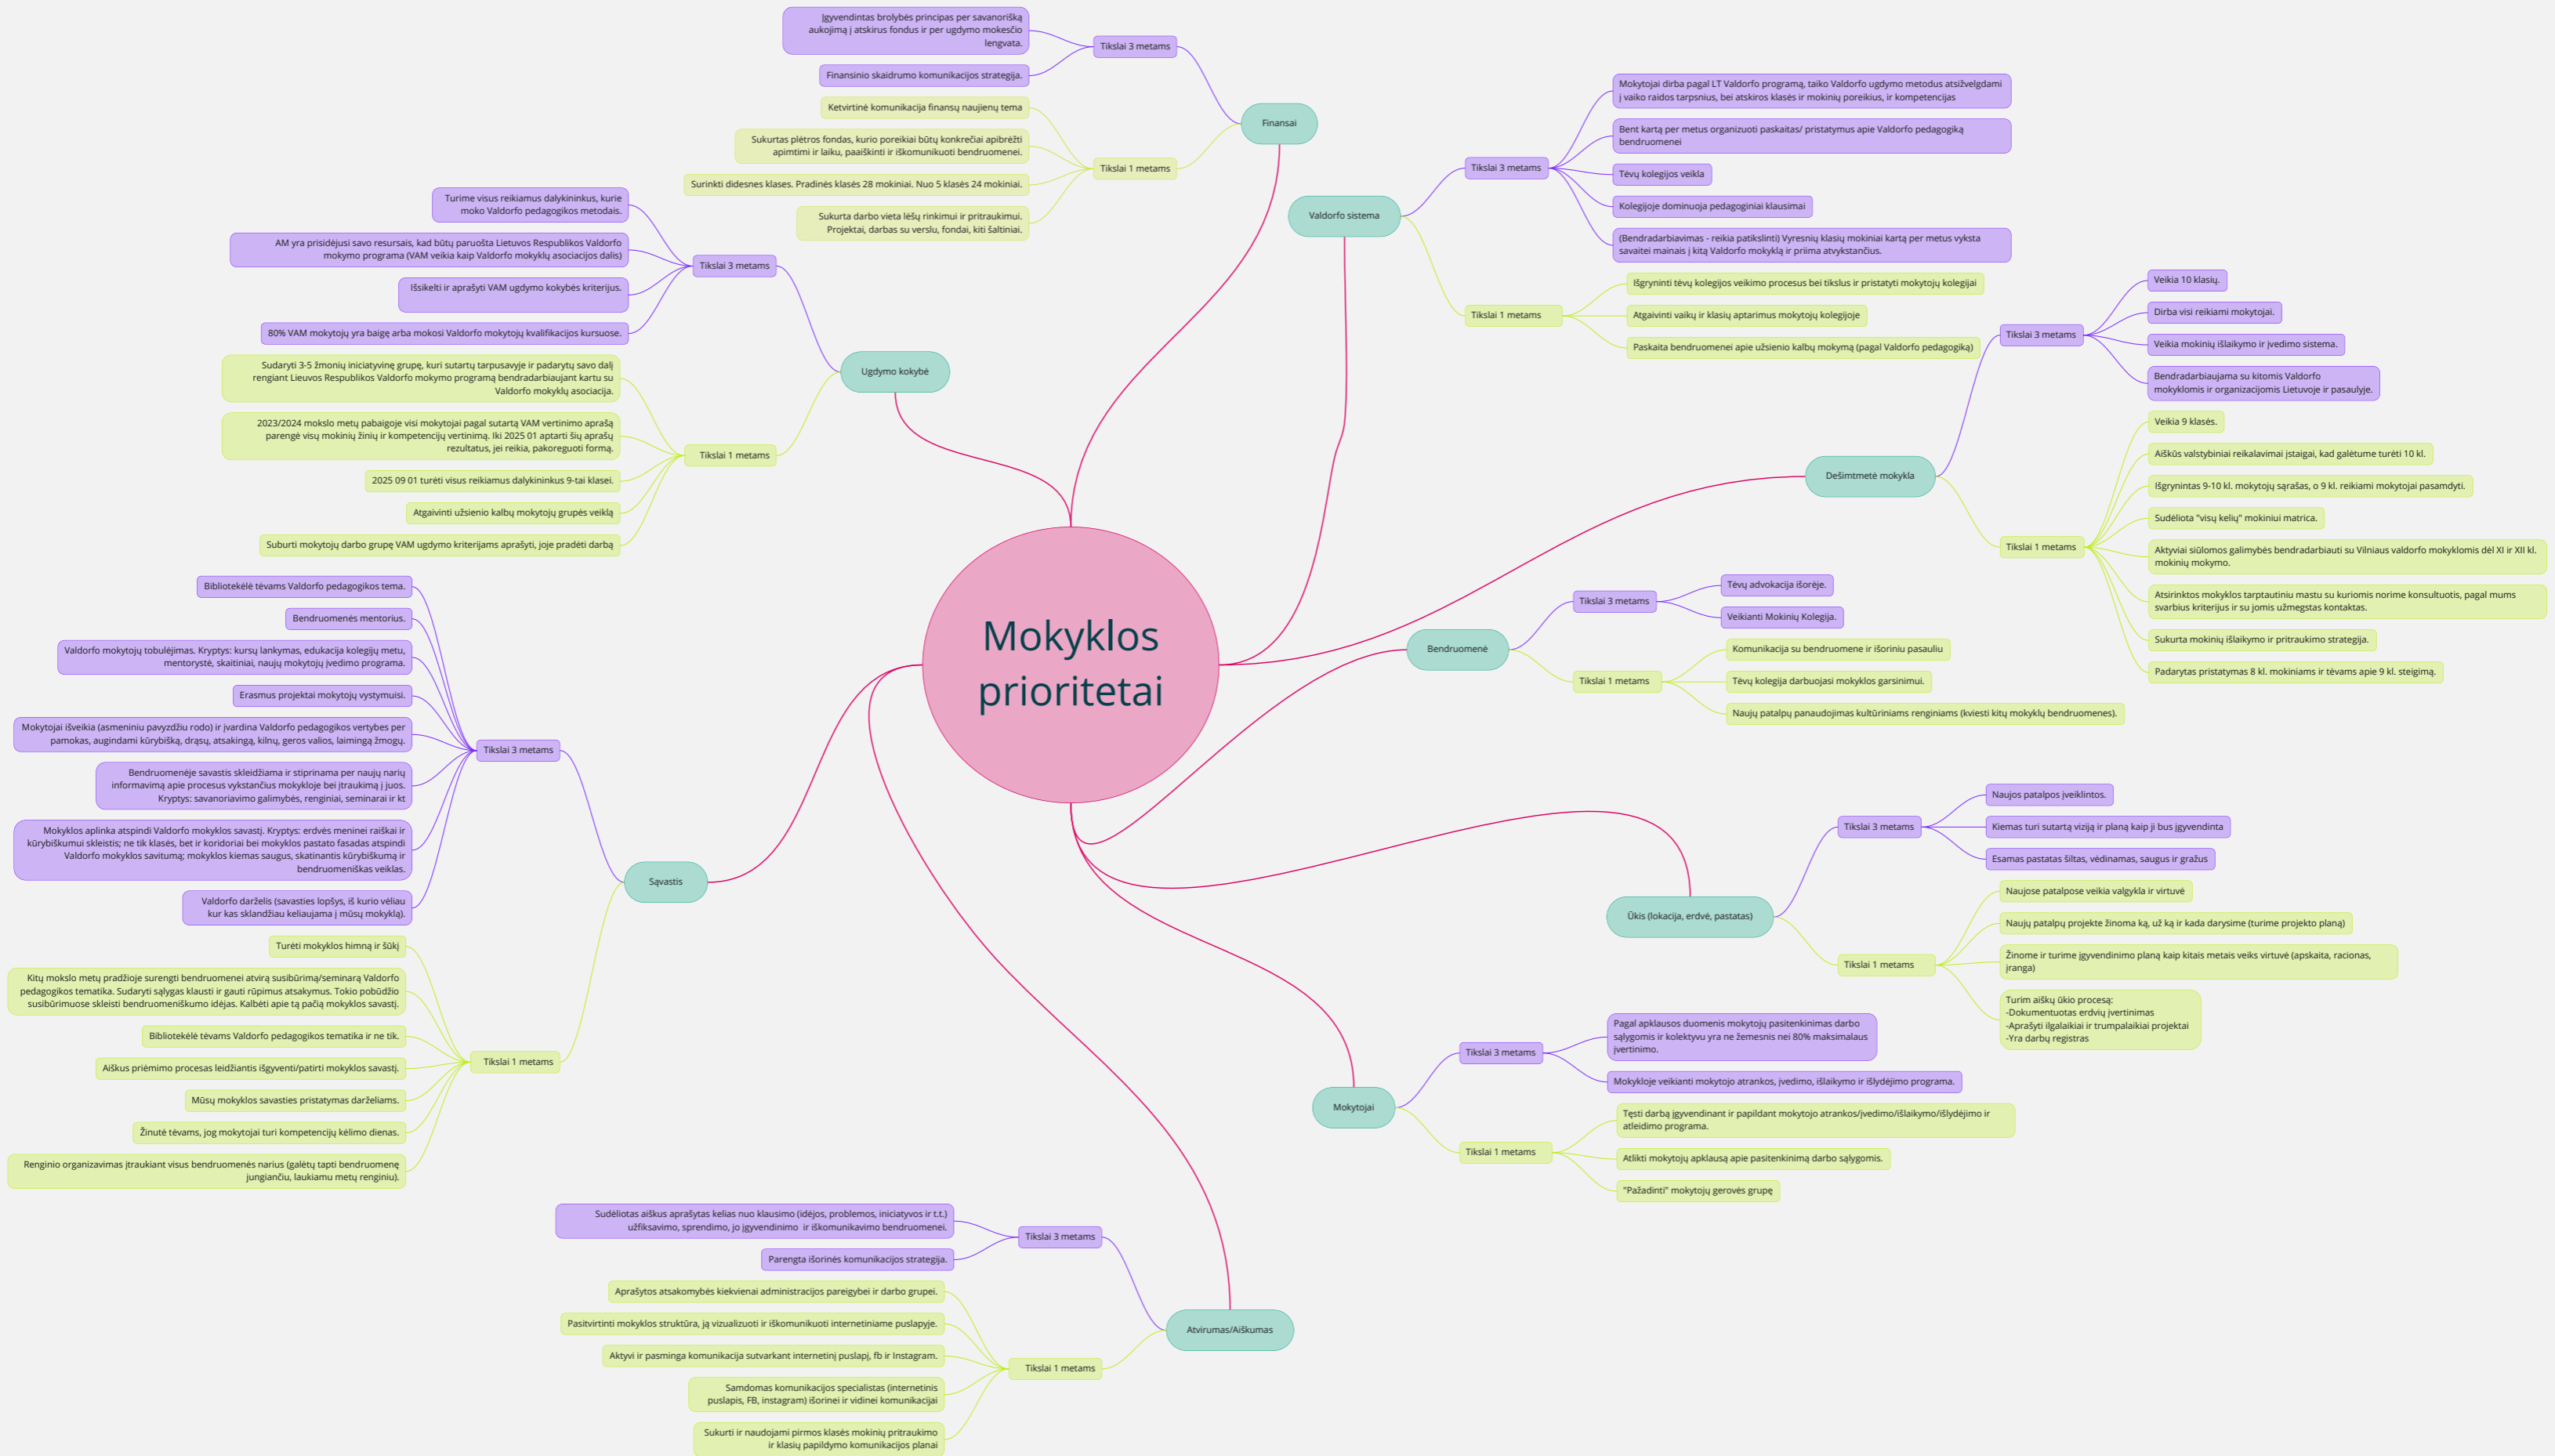 Mokyklos
prioritetai
Finansai
Tikslai 3 metams
Įgyvendintas brolybės principas per savanorišką
aukojimą į atskirus fondus ir per ugdymo mokesčio
lengvata.
Finansinio skaidrumo komunikacijos strategija.
Tikslai 1 metams
Ketvirtinė komunikacija finansų naujienų tema
Sukurtas plėtros fondas, kurio poreikiai būtų konkrečiai apibrėžti
apimtimi ir laiku, paaiškinti ir iškomunikuoti bendruomenei.
Surinkti didesnes klases. Pradinės klasės 28 mokiniai. Nuo 5 klasės 24 mokiniai.
Sukurta darbo vieta lėšų rinkimui ir pritraukimui.
Projektai, darbas su verslu, fondai, kiti šaltiniai.
Ugdymo kokybė
Tikslai 3 metams
Turime visus reikiamus dalykininkus, kurie
moko Valdorfo pedagogikos metodais.
AM yra prisidėjusi savo resursais, kad būtų paruošta Lietuvos Respublikos Valdorfo
mokymo programa (VAM veikia kaip Valdorfo mokyklų asociacijos dalis)
Išsikelti ir aprašyti VAM ugdymo kokybės kriterijus.
80% VAM mokytojų yra baigę arba mokosi Valdorfo mokytojų kvalifikacijos kursuose.
Tikslai 1 metams
Sudaryti 3-5 žmonių iniciatyvinę grupę, kuri sutartų tarpusavyje ir padarytų savo dalį
rengiant Lieuvos Respublikos Valdorfo mokymo programą bendradarbiaujant kartu su
Valdorfo mokyklų asociacija.
2023/2024 mokslo metų pabaigoje visi mokytojai pagal sutartą VAM vertinimo aprašą
parengė visų mokinių žinių ir kompetencijų vertinimą. Iki 2025 01 aptarti šių aprašų
rezultatus, jei reikia, pakoreguoti formą.
2025 09 01 turėti visus reikiamus dalykininkus 9-tai klasei.
Atgaivinti užsienio kalbų mokytojų grupės veiklą
Suburti mokytojų darbo grupę VAM ugdymo kriterijams aprašyti, joje pradėti darbą
Sąvastis
Tikslai 3 metams
Bibliotekėlė tėvams Valdorfo pedagogikos tema.
Bendruomenės mentorius.
Valdorfo mokytojų tobulėjimas. Kryptys: kursų lankymas, edukacija kolegijų metu,
mentorystė, skaitiniai, naujų mokytojų įvedimo programa.
Erasmus projektai mokytojų vystymuisi.
Mokytojai išveikia (asmeniniu pavyzdžiu rodo) ir įvardina Valdorfo pedagogikos vertybes per
pamokas, augindami kūrybišką, drąsų, atsakingą, kilnų, geros valios, laimingą žmogų.
Bendruomenėje savastis skleidžiama ir stiprinama per naujų narių
informavimą apie procesus vykstančius mokykloje bei įtraukimą į juos.
Kryptys: savanoriavimo galimybės, renginiai, seminarai ir kt
Mokyklos aplinka atspindi Valdorfo mokyklos savastį. Kryptys: erdvės meninei raiškai ir
kūrybiškumui skleistis; ne tik klasės, bet ir koridoriai bei mokyklos pastato fasadas atspindi
Valdorfo mokyklos savitumą; mokyklos kiemas saugus, skatinantis kūrybiškumą ir
bendruomeniškas veiklas.
Valdorfo darželis (savasties lopšys, iš kurio vėliau
kur kas sklandžiau keliaujama į mūsų mokyklą).
Tikslai 1 metams
Turėti mokyklos himną ir šūkį
Kitų mokslo metų pradžioje surengti bendruomenei atvirą susibūrima/seminarą Valdorfo
pedagogikos tematika. Sudaryti sąlygas klausti ir gauti rūpimus atsakymus. Tokio pobūdžio
susibūrimuose skleisti bendruomeniškumo idėjas. Kalbėti apie tą pačią mokyklos savastį.
Bibliotekėlė tėvams Valdorfo pedagogikos tematika ir ne tik.
Aiškus priėmimo procesas leidžiantis išgyventi/patirti mokyklos savastį.
Mūsų mokyklos savasties pristatymas darželiams.
Žinutė tėvams, jog mokytojai turi kompetencijų kėlimo dienas.
Renginio organizavimas įtraukiant visus bendruomenės narius (galėtų tapti bendruomenę
jungiančiu, laukiamu metų renginiu).
Atvirumas/Aiškumas
Tikslai 3 metams
Sudėliotas aiškus aprašytas kelias nuo klausimo (idėjos, problemos, iniciatyvos ir t.t.)
užfiksavimo, sprendimo, jo įgyvendinimo ir iškomunikavimo bendruomenei.
Parengta išorinės komunikacijos strategija.
Tikslai 1 metams
Aprašytos atsakomybės kiekvienai administracijos pareigybei ir darbo grupei.
Pasitvirtinti mokyklos struktūra, ją vizualizuoti ir iškomunikuoti internetiniame puslapyje.
Aktyvi ir pasminga komunikacija sutvarkant internetinį puslapį, fb ir Instagram.
Samdomas komunikacijos specialistas (internetinis
puslapis, FB, instagram) išorinei ir vidinei komunikacijai
Sukurti ir naudojami pirmos klasės mokinių pritraukimo
ir klasių papildymo komunikacijos planai
Valdorfo sistema
Tikslai 3 metams
Mokytojai dirba pagal LT Valdorfo programą, taiko Valdorfo ugdymo metodus atsižvelgdami
į vaiko raidos tarpsnius, bei atskiros klasės ir mokinių poreikius, ir kompetencijas
Bent kartą per metus organizuoti paskaitas/ pristatymus apie Valdorfo pedagogiką
bendruomenei
Tėvų kolegijos veikla
Kolegijoje dominuoja pedagoginiai klausimai
(Bendradarbiavimas - reikia patikslinti) Vyresnių klasių mokiniai kartą per metus vyksta
savaitei mainais į kitą Valdorfo mokyklą ir priima atvykstančius.
Tikslai 1 metams
Išgryninti tėvų kolegijos veikimo procesus bei tikslus ir pristatyti mokytojų kolegijai
Atgaivinti vaikų ir klasių aptarimus mokytojų kolegijoje
Paskaita bendruomenei apie užsienio kalbų mokymą (pagal Valdorfo pedagogiką)
Dešimtmetė mokykla
Tikslai 3 metams
Veikia 10 klasių.
Dirba visi reikiami mokytojai.
Veikia mokinių išlaikymo ir įvedimo sistema.
Bendradarbiaujama su kitomis Valdorfo
mokyklomis ir organizacijomis Lietuvoje ir pasaulyje.
Tikslai 1 metams
Veikia 9 klasės.
Aiškūs valstybiniai reikalavimai įstaigai, kad galėtume turėti 10 kl.
Išgrynintas 9-10 kl. mokytojų sąrašas, o 9 kl. reikiami mokytojai pasamdyti.
Sudėliota "visų kelių" mokiniui matrica.
Aktyviai siūlomos galimybės bendradarbiauti su Vilniaus valdorfo mokyklomis dėl XI ir XII kl.
mokinių mokymo.
Atsirinktos mokyklos tarptautiniu mastu su kuriomis norime konsultuotis, pagal mums
svarbius kriterijus ir su jomis užmegstas kontaktas.
Sukurta mokinių išlaikymo ir pritraukimo strategija.
Padarytas pristatymas 8 kl. mokiniams ir tėvams apie 9 kl. steigimą.
Bendruomenė
Tikslai 3 metams
Tėvų advokacija išorėje.
Veikianti Mokinių Kolegija.
Tikslai 1 metams
Komunikacija su bendruomene ir išoriniu pasauliu
Tėvų kolegija darbuojasi mokyklos garsinimui.
Naujų patalpų panaudojimas kultūriniams renginiams (kviesti kitų mokyklų bendruomenes).
Ūkis (lokacija, erdvė, pastatas)
Tikslai 3 metams
Naujos patalpos įveiklintos.
Kiemas turi sutartą viziją ir planą kaip ji bus įgyvendinta
Esamas pastatas šiltas, vėdinamas, saugus ir gražus
Tikslai 1 metams
Naujose patalpose veikia valgykla ir virtuvė
Naujų patalpų projekte žinoma ką, už ką ir kada darysime (turime projekto planą)
Žinome ir turime įgyvendinimo planą kaip kitais metais veiks virtuvė (apskaita, racionas,
įranga)
Turim aiškų ūkio procesą:
-Dokumentuotas erdvių įvertinimas
-Aprašyti ilgalaikiai ir trumpalaikiai projektai
-Yra darbų registras
Mokytojai
Tikslai 3 metams
Pagal apklausos duomenis mokytojų pasitenkinimas darbo
sąlygomis ir kolektyvu yra ne žemesnis nei 80% maksimalaus
įvertinimo.
Mokykloje veikianti mokytojo atrankos, įvedimo, išlaikymo ir išlydėjimo programa.
Tikslai 1 metams
Tęsti darbą įgyvendinant ir papildant mokytojo atrankos/įvedimo/išlaikymo/išlydėjimo ir
atleidimo programa.
Atlikti mokytojų apklausą apie pasitenkinimą darbo sąlygomis.
"Pažadinti" mokytojų gerovės grupę